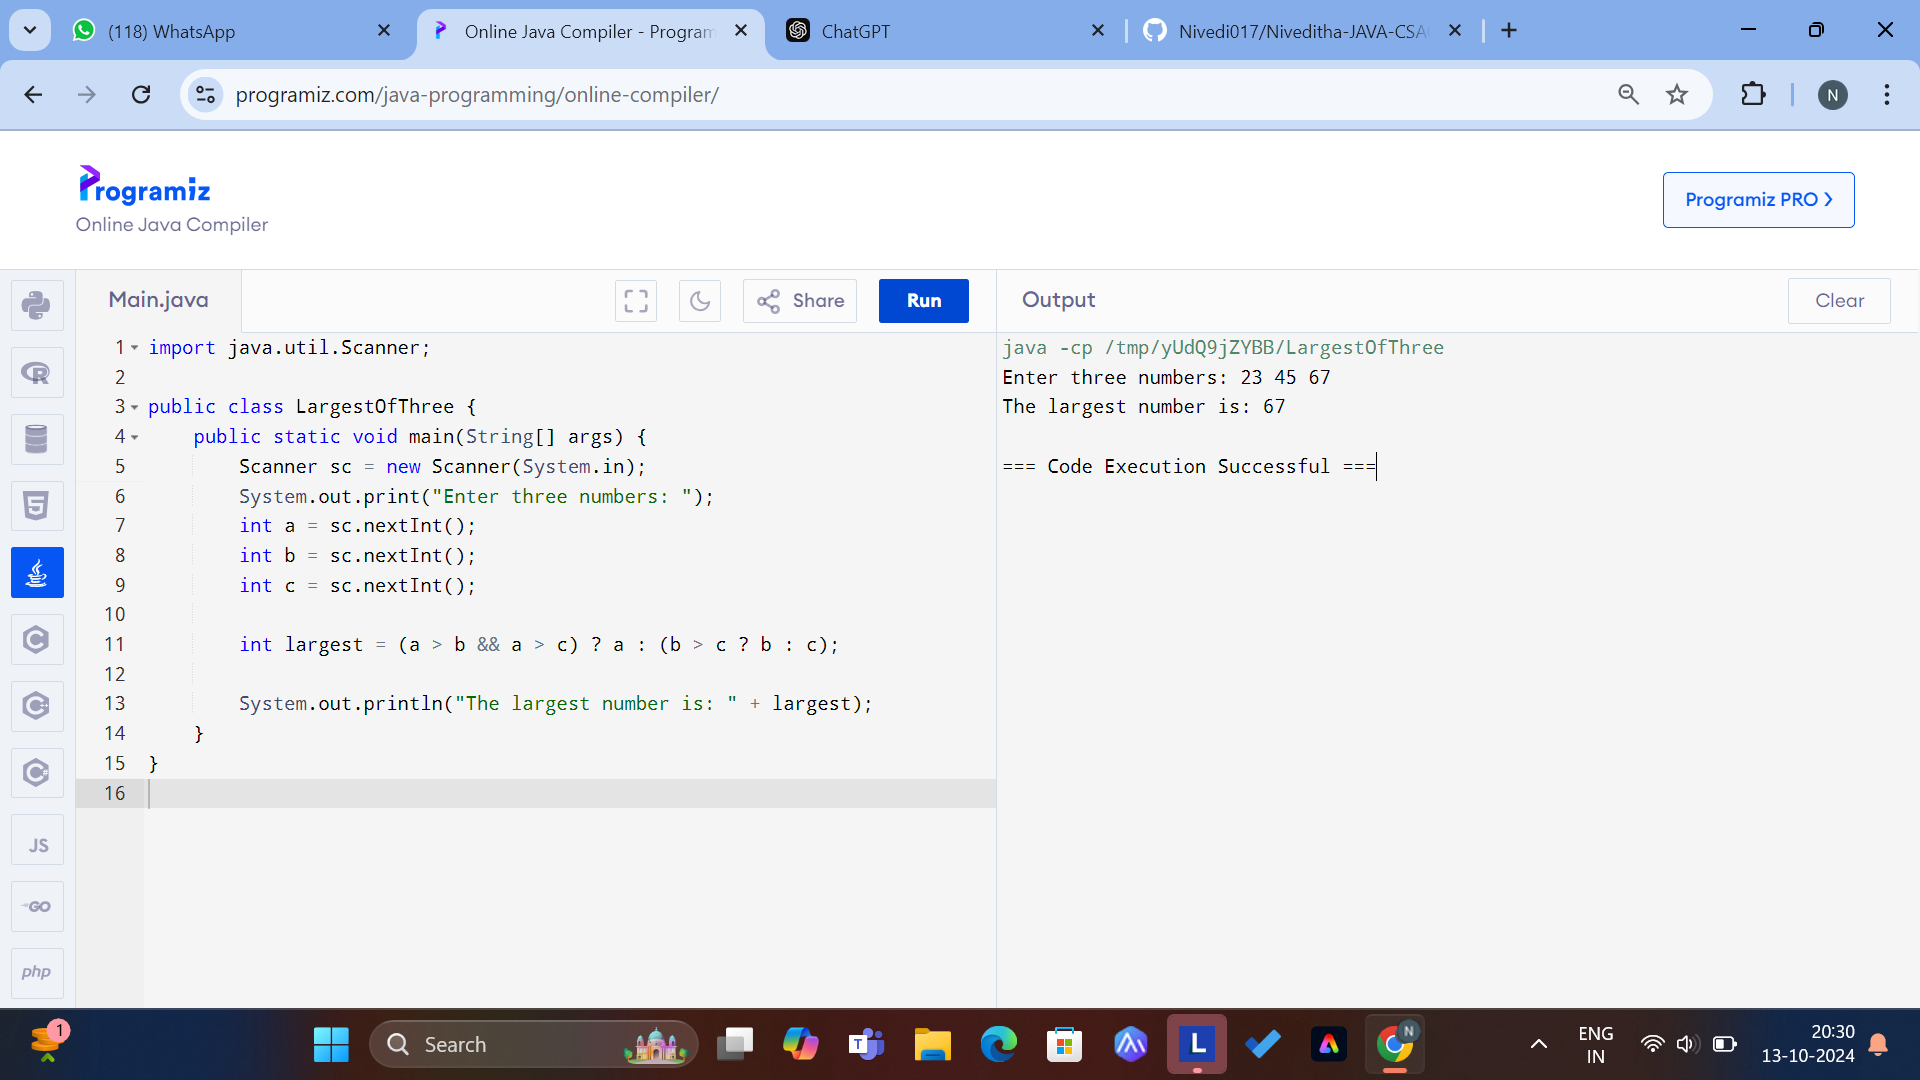 (118) WhatsApp
Online Java Compiler - Program
ChatGPT
Nivedi017/Niveditha-JAVA-CSA
programiz.com/java-programming/online-compiler/
N
Programiz
Online Java Compiler
Programiz PRO
Main.java
Share
Run
Output
Clear
1 import java.util.Scanner;
2
3 public class LargestOfThree {
4     public static void main(String[] args) {
5         Scanner sc = new Scanner(System.in);
6         System.out.print("Enter three numbers: ");
7         int a = sc.nextInt();
8         int b = sc.nextInt();
9         int c = sc.nextInt();
10
11         int largest = (a > b && a > c) ? a : (b > c ? b : c);
12
13         System.out.println("The largest number is: " + largest);
14     }
15 }
16
java -cp /tmp/yUdQ9jZYBB/LargestOfThree
Enter three numbers: 23 45 67
The largest number is: 67
=== Code Execution Successful ===
R
5
C
C++
C#
JS
GO
php
1
Search
T
L
N
ENG
IN
20:30
13-10-2024